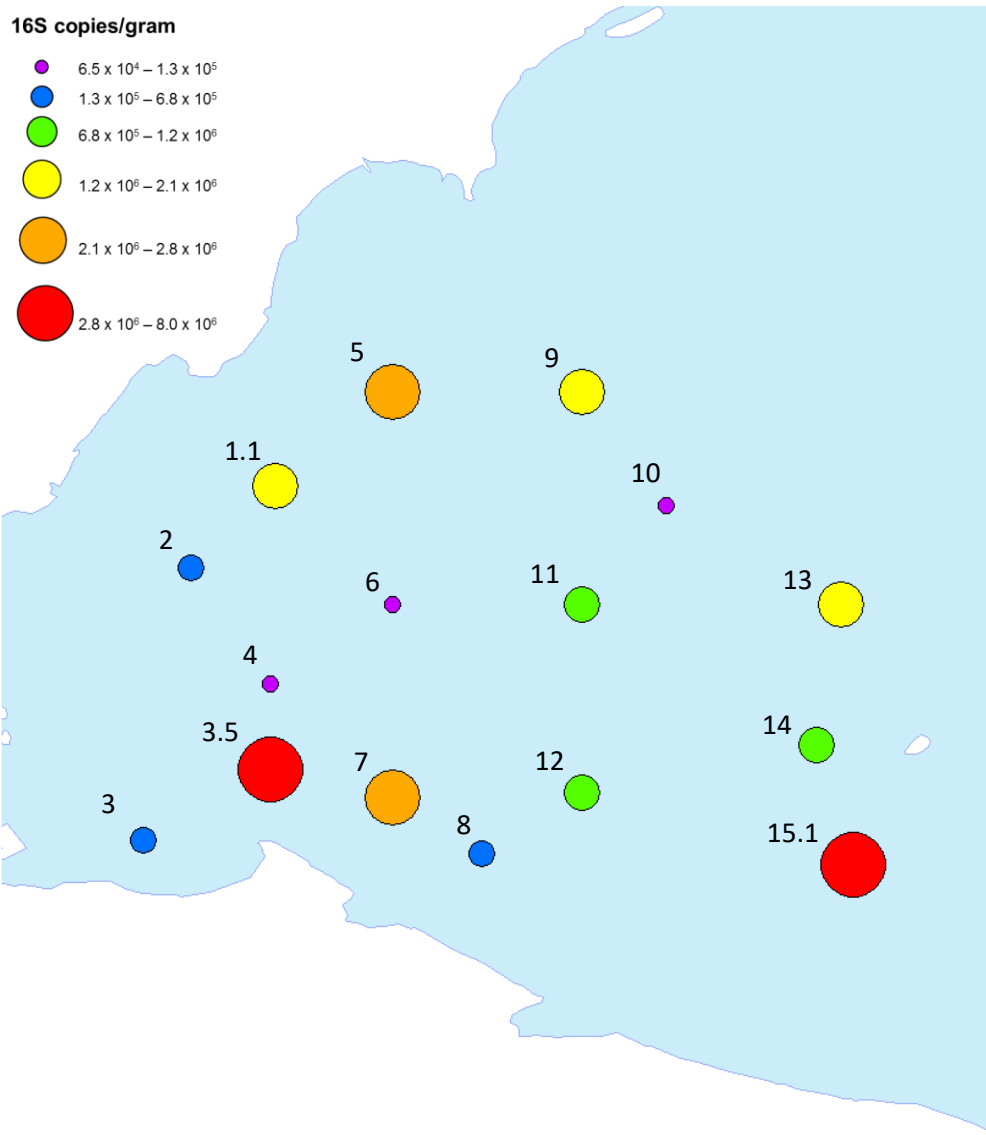 16S copies/gram
6.5 x 10⁴ – 1.3 x 10⁵
1.3 x 10⁵ – 6.8 x 10⁵
6.8 x 10⁵ – 1.2 x 10⁶
1.2 x 10⁶ – 2.1 x 10⁶
2.1 x 10⁶ – 2.8 x 10⁶
2.8 x 10⁶ – 8.0 x 10⁶
5
9
1.1
10
2
11
13
6
4
3.5
14
7
12
3
8
15.1